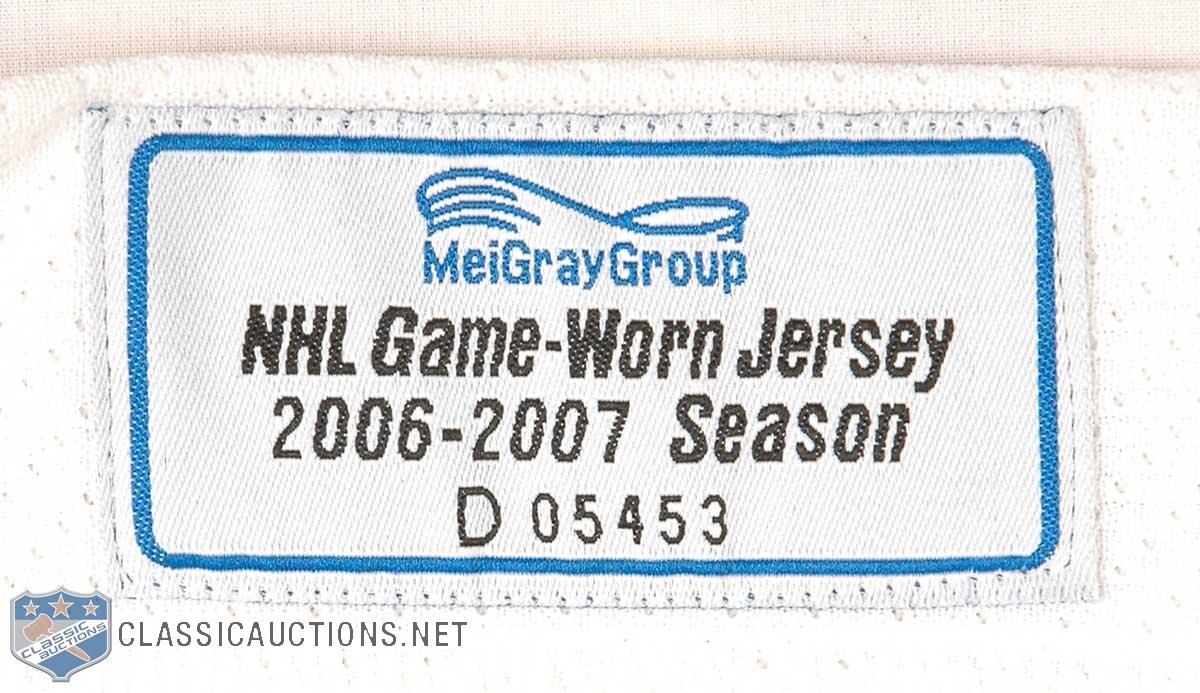 MeiGrayGroup
NHL Game-Worn Jersey
2006-2007 Season
D 05453
CLASSIC
AUCTIONS
CLASSICAUCTIONS.NET